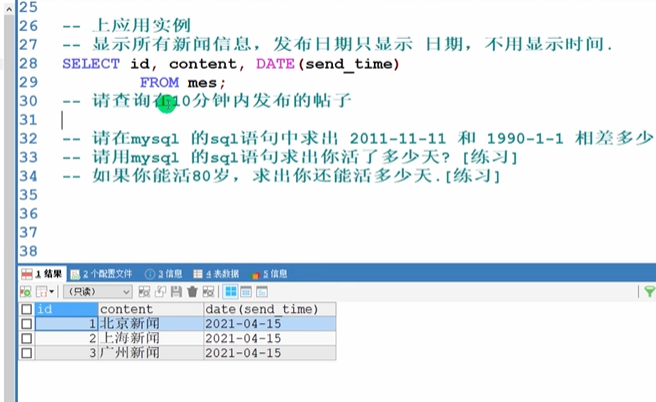 25
26 -- 上应用实例
27 -- 显示所有新闻信息，发布日期只显示 日期，不用显示时间.
28 SELECT id, content, DATE(send_time)
29 FROM mes;
30 -- 请查询在10分钟内发布的帖子
31
32 -- 请在mysql 的sql语句中求出 2011-11-11 和 1990-1-1 相差多少
33 -- 请用mysql 的sql语句求出你活了多少天? [练习]
34 -- 如果你能活80岁，求出你还能活多少天.[练习]
35
36
37
38
1 结果 2 个配置文件 3 信息 4 表数据 5 信息
(只读)
id content date(send_time)
1 北京新闻 2021-04-15
2 上海新闻 2021-04-15
3 广州新闻 2021-04-15